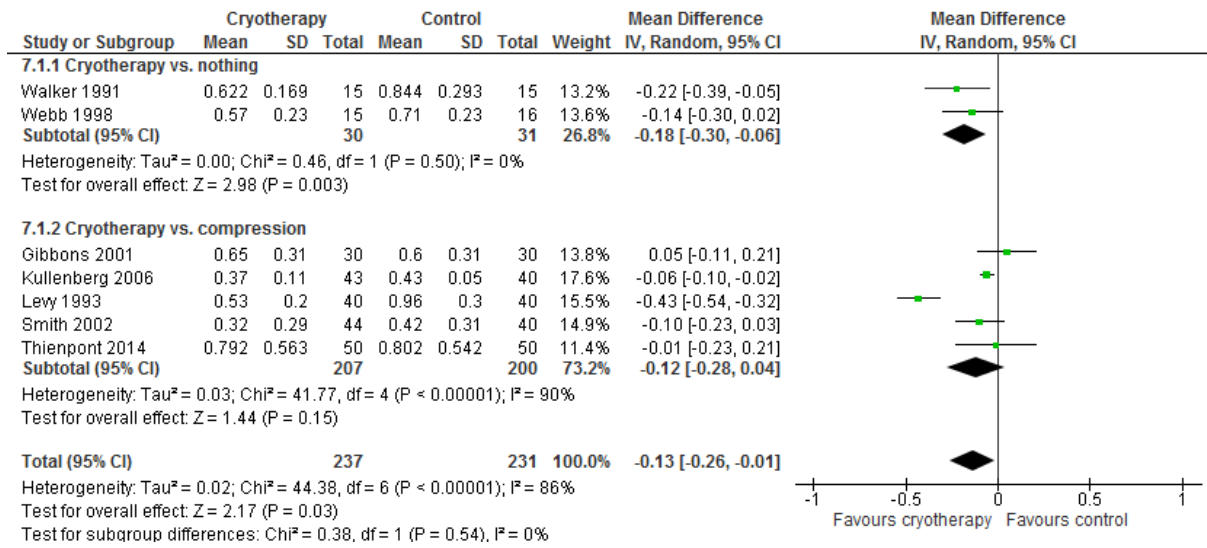 Cryotherapy Control Mean Difference Mean Difference
Study or Subgroup Mean SD Total Mean SD Total Weight IV, Random, 95% CI IV, Random, 95% CI
7.1.1 Cryotherapy vs. nothing
Walker 1991 0.622 0.169 15 0.844 0.293 15 13.2% -0.22 [-0.39, -0.05]
Webb 1998 0.57 0.23 15 0.71 0.23 16 13.6% -0.14 [-0.30, 0.02]
Subtotal (95% CI) 30 31 26.8% -0.18 [-0.30, -0.06]
Heterogeneity: Tau² = 0.00; Chi² = 0.46, df = 1 (P = 0.50); I² = 0%
Test for overall effect: Z = 2.98 (P = 0.003)
7.1.2 Cryotherapy vs. compression
Gibbons 2001 0.65 0.31 30 0.6 0.31 30 13.8% 0.05 [-0.11, 0.21]
Kullenberg 2006 0.37 0.11 43 0.43 0.05 40 17.6% -0.06 [-0.10, -0.02]
Levy 1993 0.53 0.2 40 0.96 0.3 40 15.5% -0.43 [-0.54, -0.32]
Smith 2002 0.32 0.29 44 0.42 0.31 40 14.9% -0.10 [-0.23, 0.03]
Thienpont 2014 0.792 0.563 50 0.802 0.542 50 11.4% -0.01 [-0.23, 0.21]
Subtotal (95% CI) 207 200 73.2% -0.12 [-0.28, 0.04]
Heterogeneity: Tau² = 0.03; Chi² = 41.77, df = 4 (P < 0.00001); I² = 90%
Test for overall effect: Z = 1.44 (P = 0.15)
Total (95% CI) 237 231 100.0% -0.13 [-0.26, -0.01]
Heterogeneity: Tau² = 0.02; Chi² = 44.38, df = 6 (P < 0.00001); I² = 86%
Test for overall effect: Z = 2.17 (P = 0.03)
Test for subgroup differences: Chi² = 0.38, df = 1 (P = 0.54), I² = 0%
-1 -0.5 0 0.5 1
Favours cryotherapy Favours control